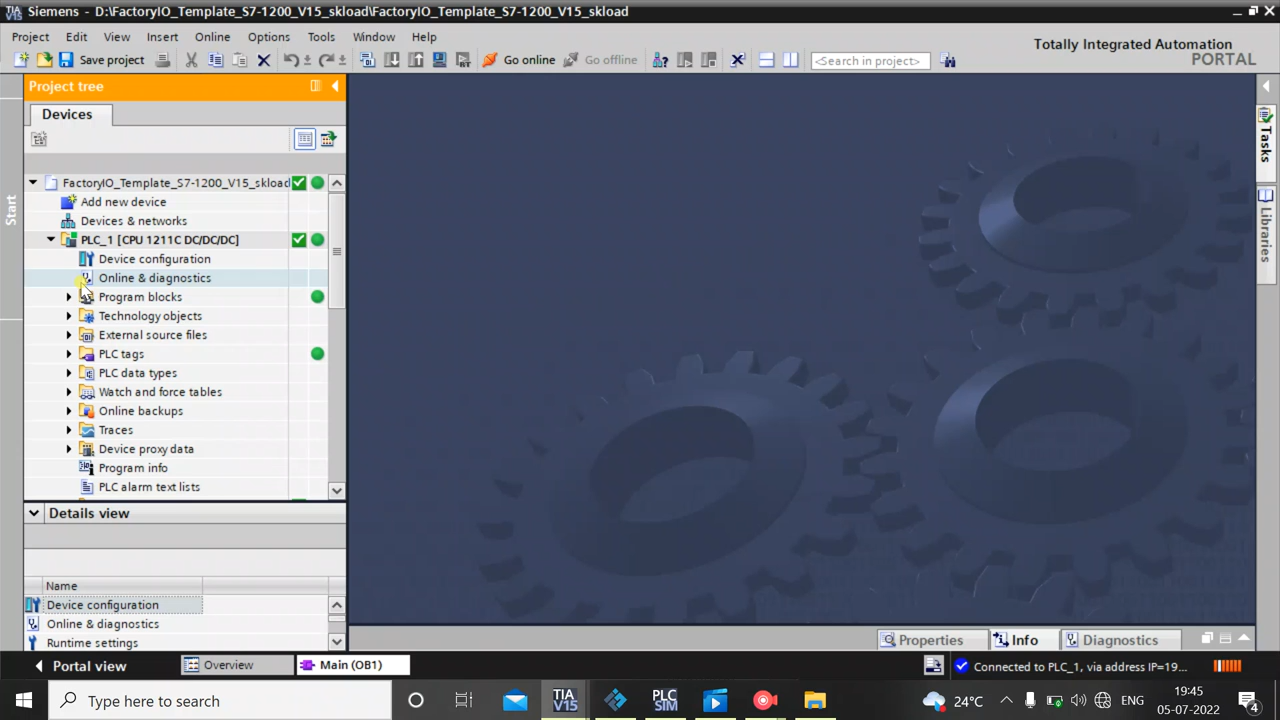 TIA
V15
Siemens - D:\FactoryIO_Template_S7-1200_V15_skload\FactoryIO_Template_S7-1200_V15_skload
Project Edit View Insert Online Options Tools Window Help
Totally Integrated Automation
PORTAL
Save project
Go online
Go offline
<Search in project>
Project tree
Devices
Start
FactoryIO_Template_S7-1200_V15_skload
Add new device
Devices & networks
PLC_1 [CPU 1211C DC/DC/DC]
Device configuration
Online & diagnostics
Program blocks
Technology objects
External source files
PLC tags
PLC data types
Watch and force tables
Online backups
Traces
Device proxy data
Program info
PLC alarm text lists
Details view
Name
Device configuration
Online & diagnostics
Runtime settings
Tasks
Libraries
Properties
Info
Diagnostics
Portal view
Overview
Main (OB1)
Connected to PLC_1, via address IP=19...
Type here to search
TIA
V15
PLC
SIM
24°C
ENG
19:45
05-07-2022
4